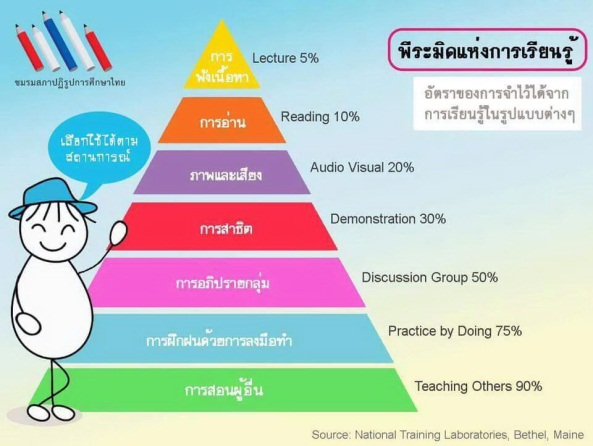 พีระมิดแห่งการเรียนรู้
อัตราของการจำไว้ได้จาก
การเรียนรู้ในรูปแบบต่างๆ
ชมรมสภาปฏิรูปการศึกษาไทย
เลือกใช้ได้ตาม
สถานการณ์
การ
ฟังเนื้อหา
Lecture 5%
การอ่าน
Reading 10%
ภาพและเสียง
Audio Visual 20%
การสาธิต
Demonstration 30%
การอภิปรายกลุ่ม
Discussion Group 50%
การฝึกฝนด้วยการลงมือทำ
Practice by Doing 75%
การสอนผู้อื่น
Teaching Others 90%
Source: National Training Laboratories, Bethel, Maine